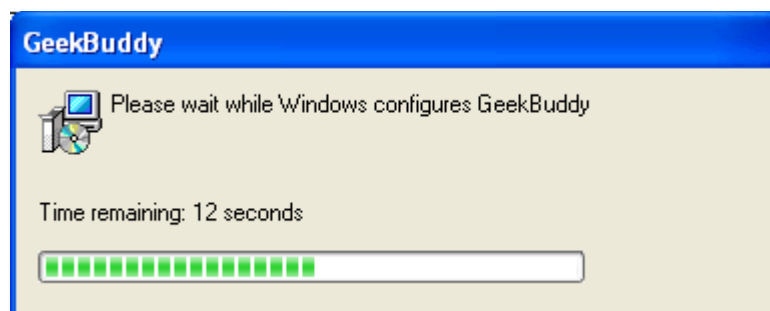 GeekBuddy
Please wait while Windows configures GeekBuddy
Time remaining: 12 seconds